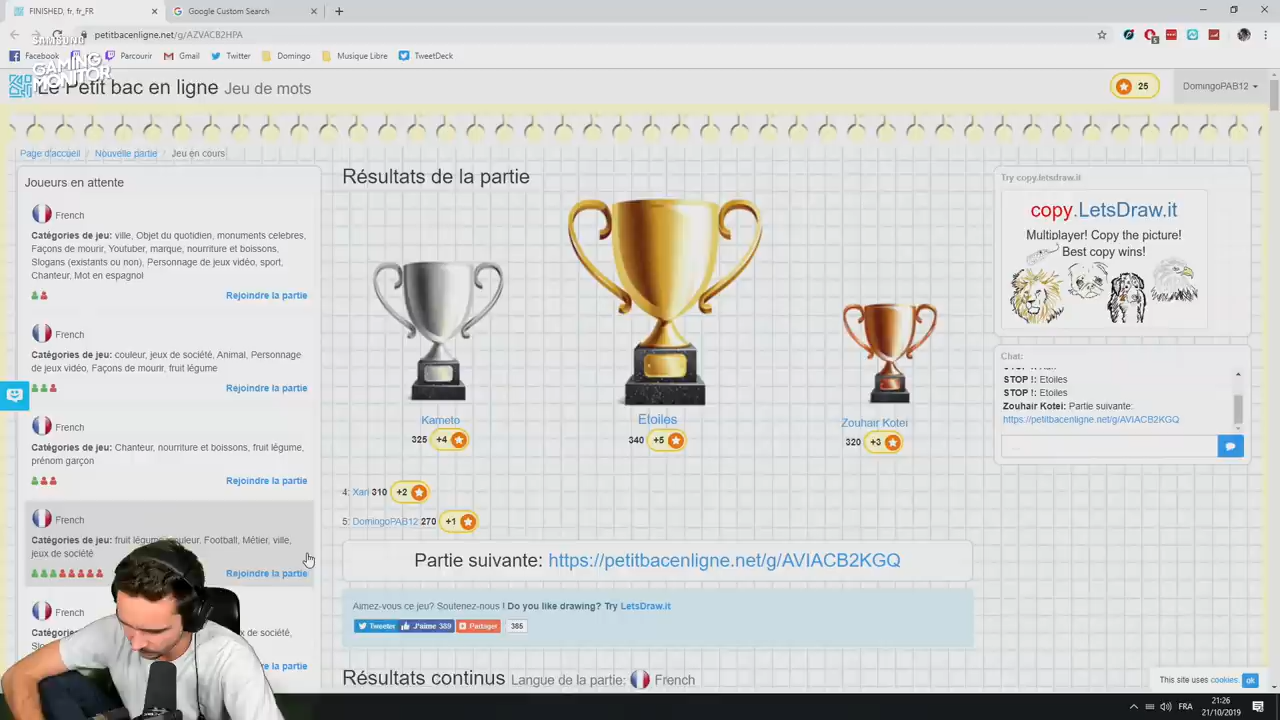 FINISHED, fr, fr_FR
Google Custom Search
petitbacenligne.net/g/AZVACB2HPA
Facebook
Parcourir
Gmail
Twitter
Domingo
Musique Libre
TweetDeck
SAMSUNG
GAMING
MONITOR
Le Petit bac en ligne Jeu de mots
25
DomingoPAB12
Page d'accueil / Nouvelle partie / Jeu en cours
Joueurs en attente
French
Catégories de jeu: ville, Objet du quotidien, monuments celebres,
Façons de mourir, Youtuber, marque, nourriture et boissons,
Slogans (existants ou non), Personnage de jeux vidéo, sport,
Chanteur, Mot en espagnol
Rejoindre la partie
French
Catégories de jeu: couleur, jeux de société, Animal, Personnage
de jeux vidéo, Façons de mourir, fruit légume
Rejoindre la partie
French
Catégories de jeu: Chanteur, nourriture et boissons, fruit légume,
prénom garçon
Rejoindre la partie
French
Catégories de jeu: fruit légume, couleur, Football, Métier, ville,
jeux de société
Rejoindre la partie
French
de société,
la partie
Résultats de la partie
Kameto
325 +4
Etoiles
340 +5
Zouhair Kotei
320 +3
4: Xari 310 +2
5: DomingoPAB12 270 +1
Partie suivante: https://petitbacenligne.net/g/AVIACB2KGQ
Aimez-vous ce jeu? Soutenez-nous ! Do you like drawing? Try LetsDraw.it
Tweeter
J'aime 389
Partager
385
Résultats continus Langue de la partie: French
Try copy.letsdraw.it
copy.LetsDraw.it
Multiplayer! Copy the picture!
Best copy wins!
Chat:
STOP !: Etoiles
STOP !: Etoiles
Zouhair Kotei: Partie suivante:
https://petitbacenligne.net/g/AVIACB2KGQ
This site uses cookies. ok
FRA
21:26
21/10/2019